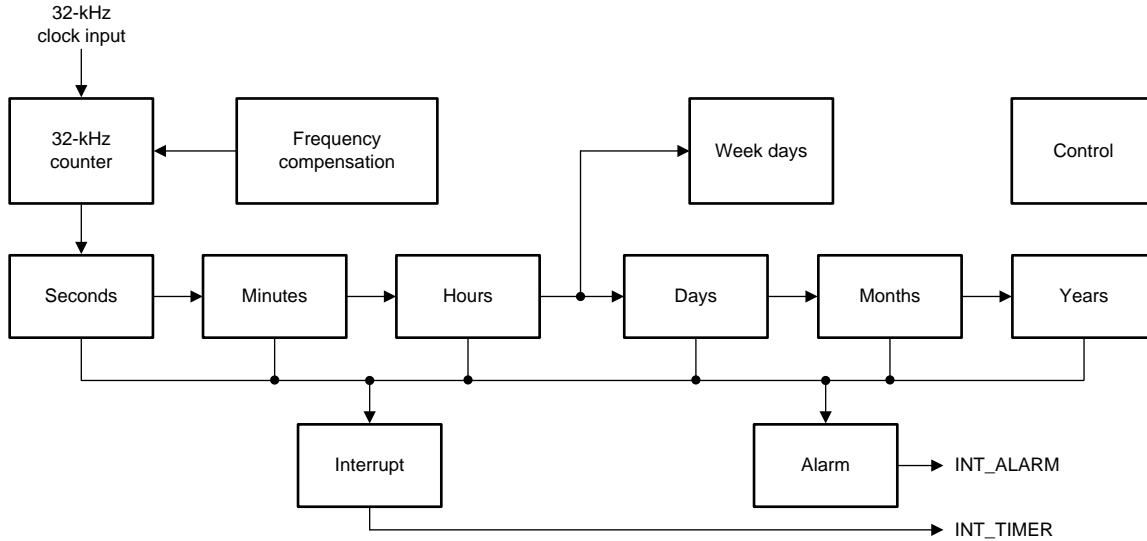 32-kHz
clock input
32-kHz
counter
Frequency
compensation
Week days
Control
Seconds
Minutes
Hours
Days
Months
Years
Interrupt
Alarm
INT_ALARM
INT_TIMER